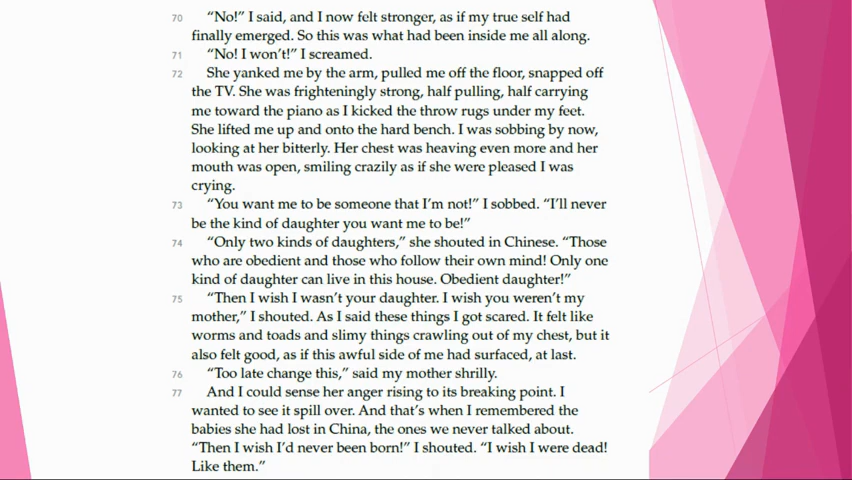 70 “No!” I said, and I now felt stronger, as if my true self had
finally emerged. So this was what had been inside me all along.
71 “No! I won’t!” I screamed.
72 She yanked me by the arm, pulled me off the floor, snapped off
the TV. She was frighteningly strong, half pulling, half carrying
me toward the piano as I kicked the throw rugs under my feet.
She lifted me up and onto the hard bench. I was sobbing by now,
looking at her bitterly. Her chest was heaving even more and her
mouth was open, smiling crazily as if she were pleased I was
crying.
73 “You want me to be someone that I’m not!” I sobbed. “I’ll never
be the kind of daughter you want me to be!”
74 “Only two kinds of daughters,” she shouted in Chinese. “Those
who are obedient and those who follow their own mind! Only one
kind of daughter can live in this house. Obedient daughter!”
75 “Then I wish I wasn’t your daughter. I wish you weren’t my
mother,” I shouted. As I said these things I got scared. It felt like
worms and toads and slimy things crawling out of my chest, but it
also felt good, as if this awful side of me had surfaced, at last.
76 “Too late change this,” said my mother shrilly.
77 And I could sense her anger rising to its breaking point. I
wanted to see it spill over. And that’s when I remembered the
babies she had lost in China, the ones we never talked about.
“Then I wish I’d never been born!” I shouted. “I wish I were dead!
Like them.”